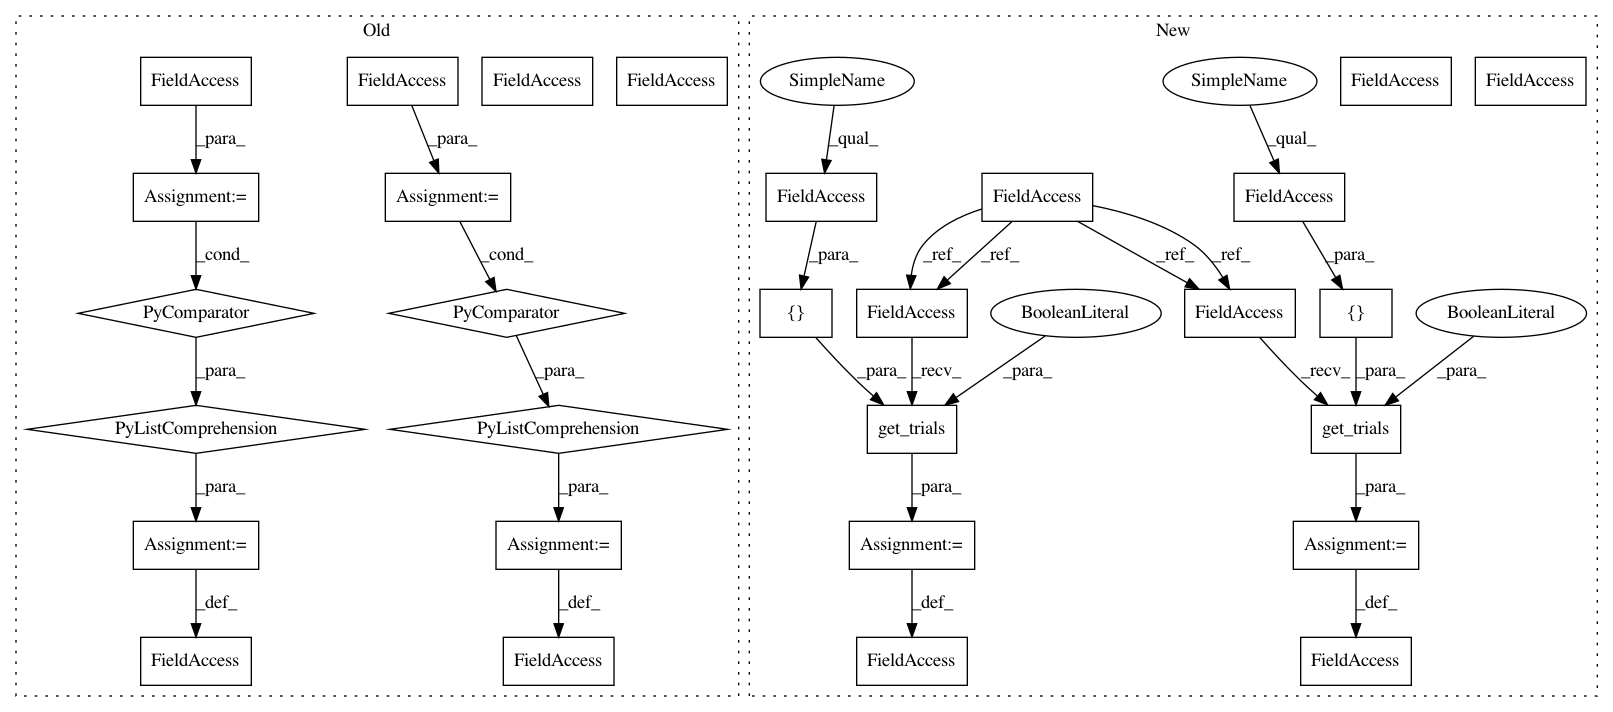 Old
New
FieldAccess
FieldAccess
FieldAccess
FieldAccess
SimpleName
SimpleName
FieldAccess
FieldAccess
_para_
_para_
_qual_
_qual_
Assignment:=
Assignment:=
FieldAccess
FieldAccess
FieldAccess
_cond_
_cond_
_para_
_ref_
_ref_
_ref_
_ref_
_para_
PyComparator
PyComparator
{}
FieldAccess
BooleanLiteral
FieldAccess
{}
BooleanLiteral
_para_
_para_
_para_
_recv_
_para_
_recv_
_para_
_para_
PyListComprehension
PyListComprehension
get_trials
get_trials
_para_
_para_
_para_
_para_
Assignment:=
Assignment:=
Assignment:=
Assignment:=
_def_
_def_
_def_
_def_
FieldAccess
FieldAccess
FieldAccess
FieldAccess